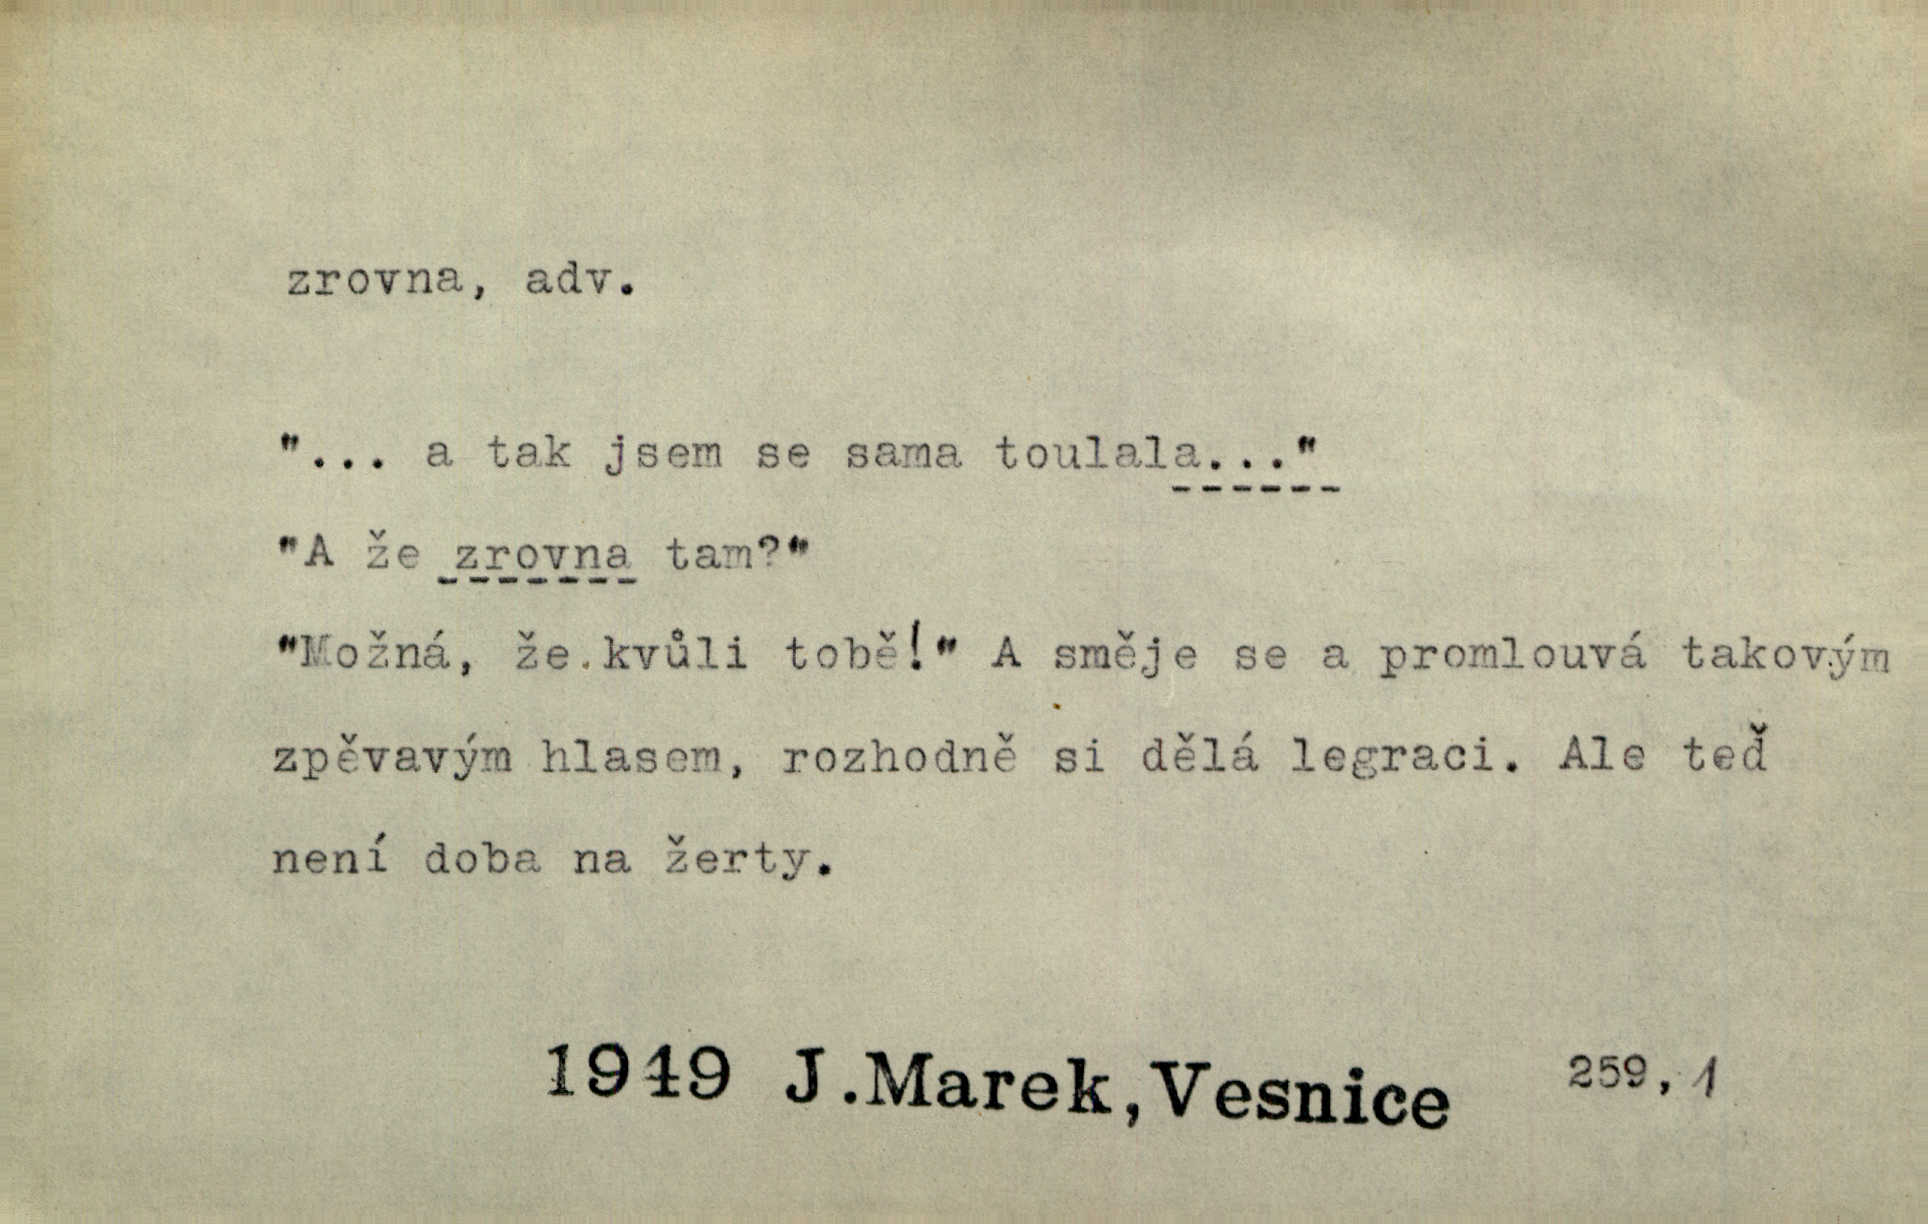 zrovna, adv.
"... a tak jsem se sama toulala..."
"A že zrovna tam?"
"Možná, že.kvůli tobě!" A směje se a promlouvá takovým
zpěvavým hlasem, rozhodně si dělá legraci. Ale teď
není doba na žerty.
1949 J.Marek,Vesnice 259, 1